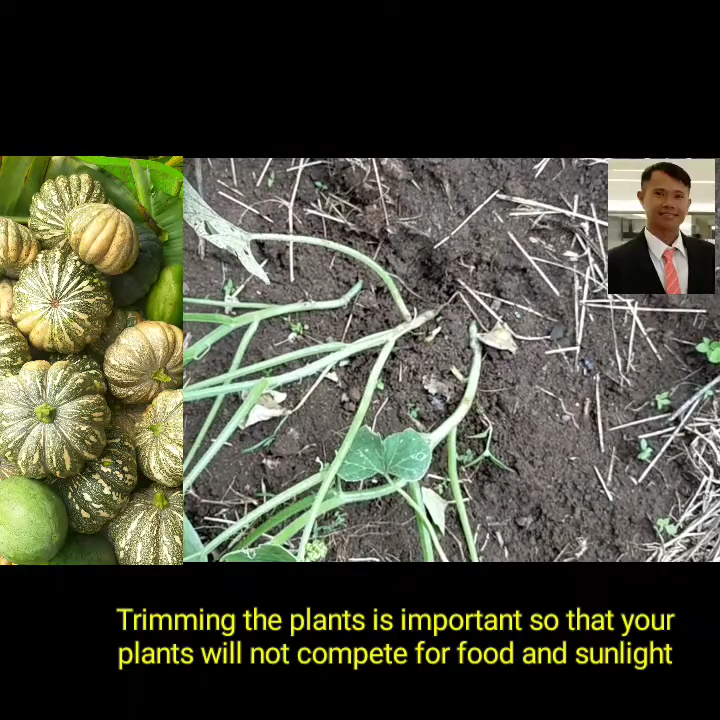 Trimming the plants is important so that your
plants will not compete for food and sunlight